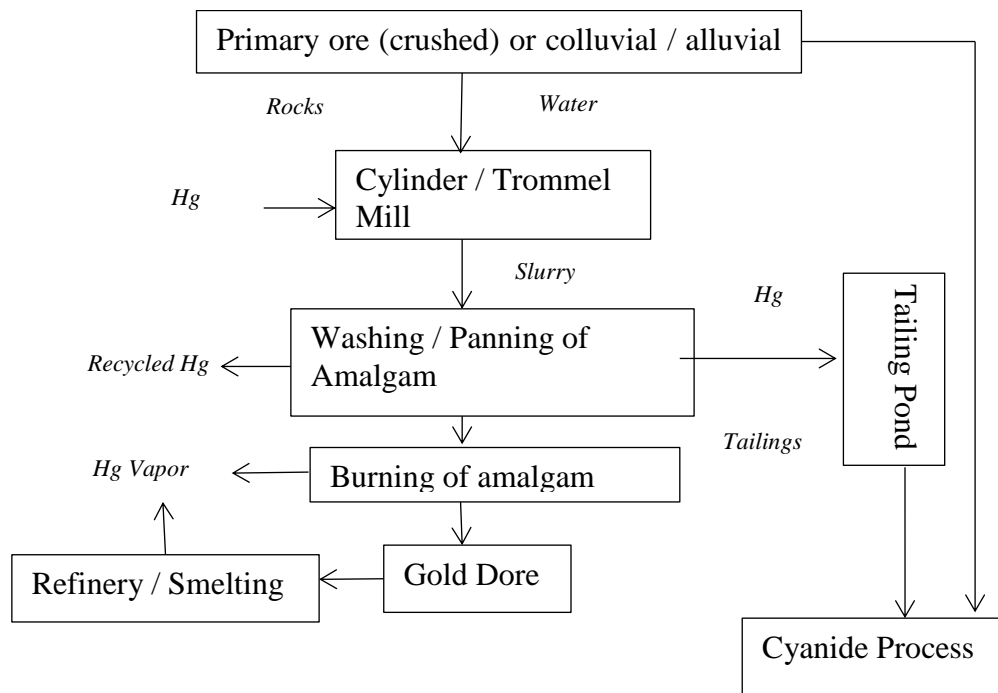 Primary ore (crushed) or colluvial / alluvial
Rocks
Water
Cylinder / Trommel
Mill
Hg
Slurry
Washing / Panning of
Amalgam
Hg
Tailing Pond
Recycled Hg
Tailings
Burning of amalgam
Hg Vapor
Gold Dore
Refinery / Smelting
Cyanide Process